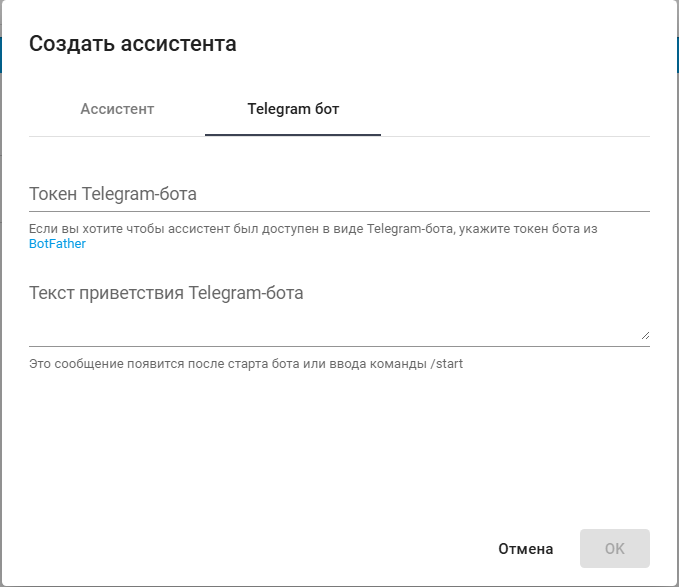 Создать ассистента
Ассистент
Telegram бот
Токен Telegram-бота
Если вы хотите чтобы ассистент был доступен в виде Telegram-бота, укажите токен бота из
BotFather
Текст приветствия Telegram-бота
Это сообщение появится после старта бота или ввода команды /start
Отмена
ОК